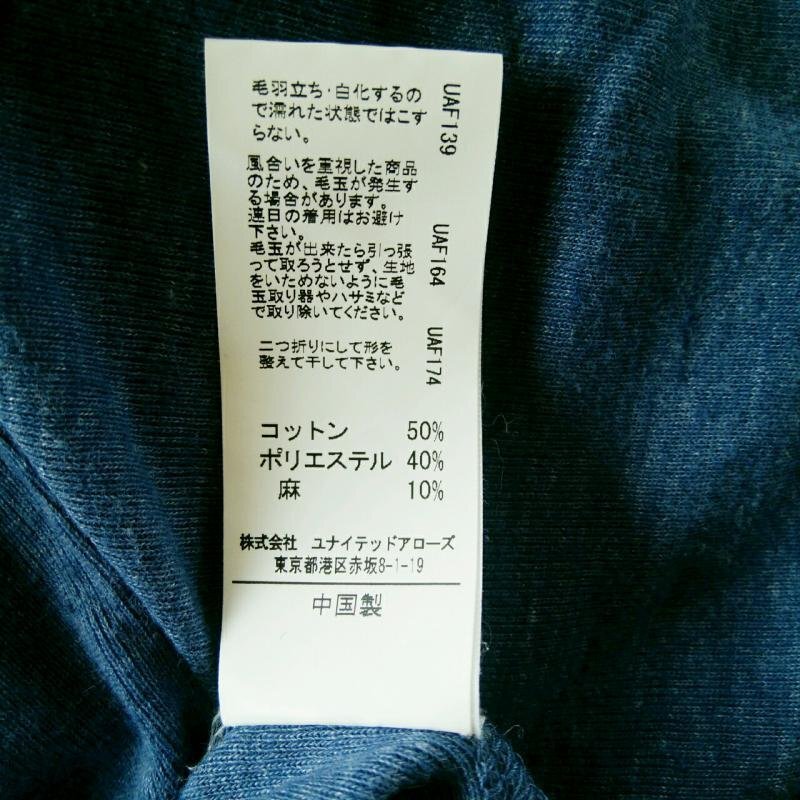 毛羽立ち・白化するの
で濡れた状態ではこす
らない。
UAF139
風合いを重視した商品
のため、毛玉が発生す
る場合があります。
連日の着用はお避け
下さい。
毛玉が出来たら引っ張
って取ろうとせず、生地
をいためないように毛
玉取り器やハサミなど
で取り除いてください。
UAF164
二つ折りにして形を
整えて干して下さい。
UAF174
コットン 50%
ポリエステル 40%
麻 10%
株式会社 ユナイテッドアローズ
東京都港区赤坂8-1-19
中国製